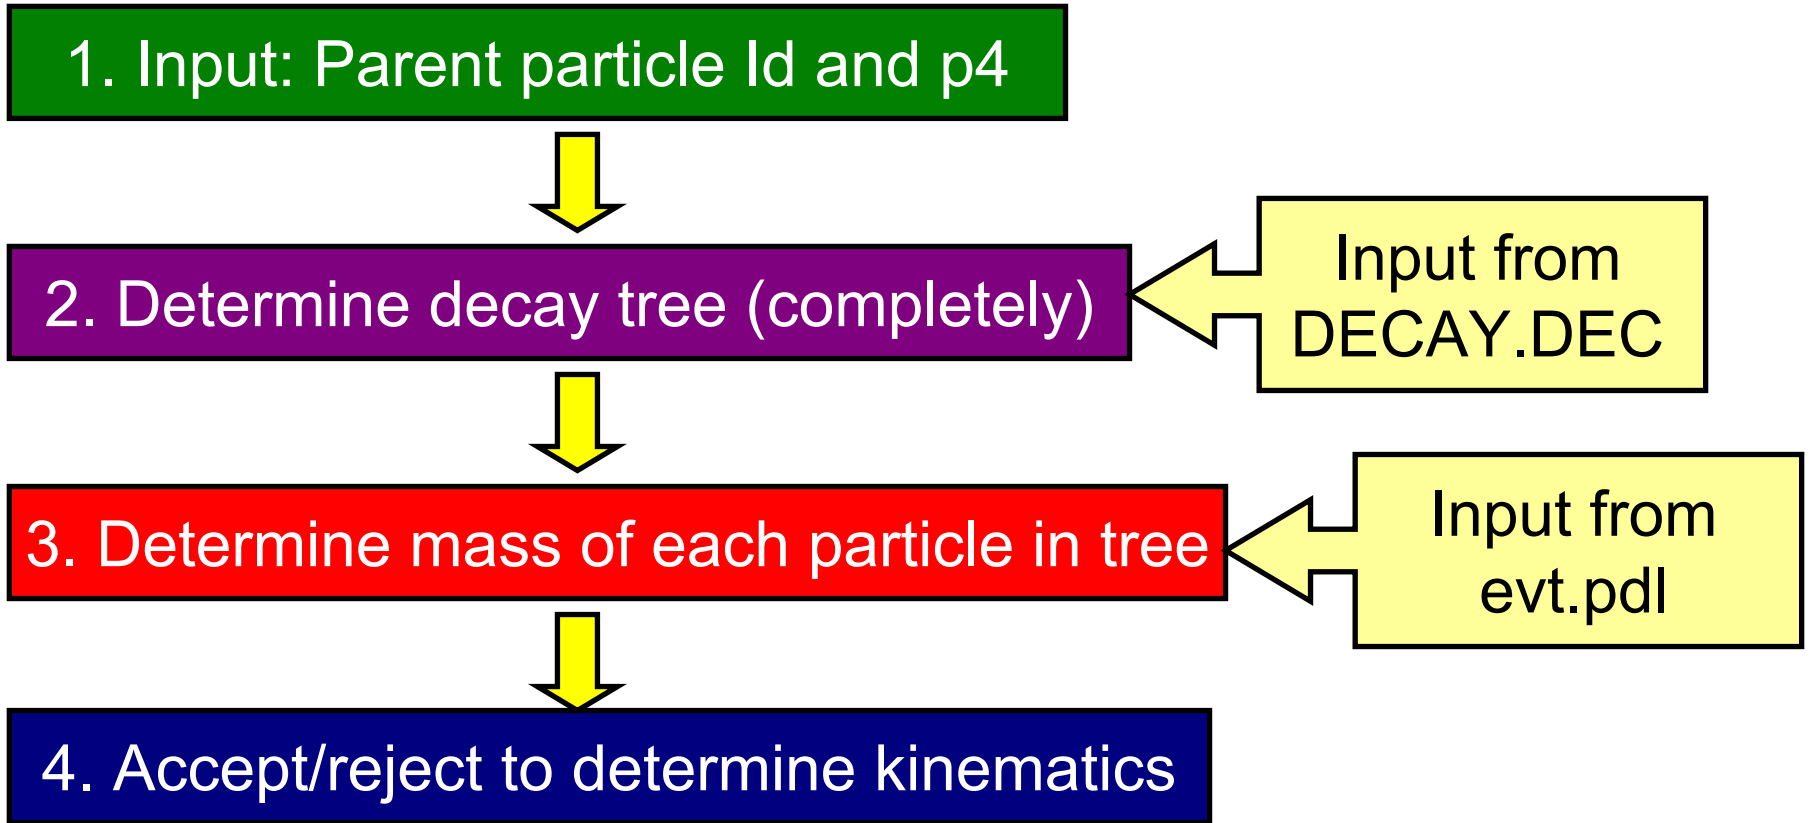 1. Input: Parent particle Id and p4
2. Determine decay tree (completely)
Input from
DECAY.DEC
3. Determine mass of each particle in tree
Input from
evt.pdl
4. Accept/reject to determine kinematics